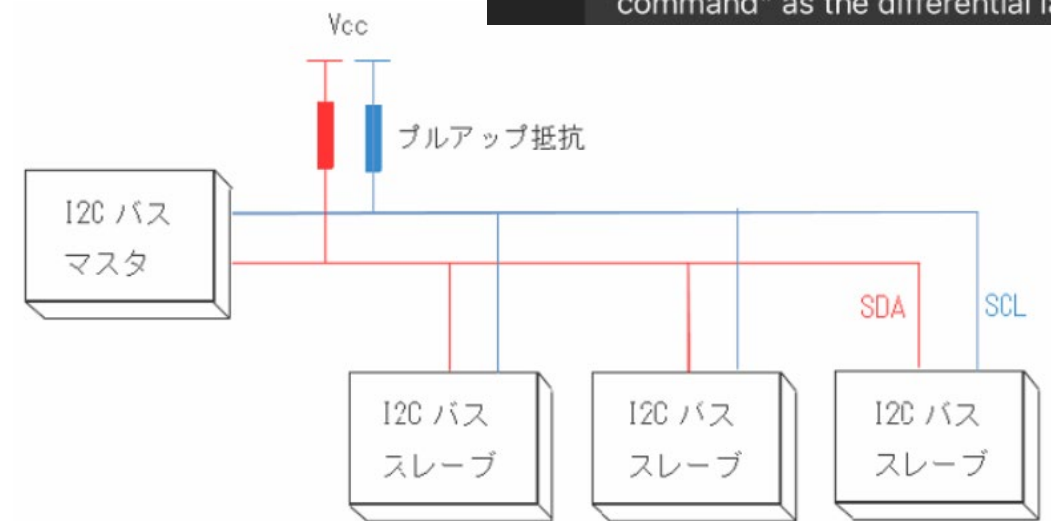 command" as the differential la
Vcc
プルアップ抵抗
I2C バス
マスタ
SDA
SCL
I2C バス
スレーブ
I2C バス
スレーブ
I2C バス
スレーブ